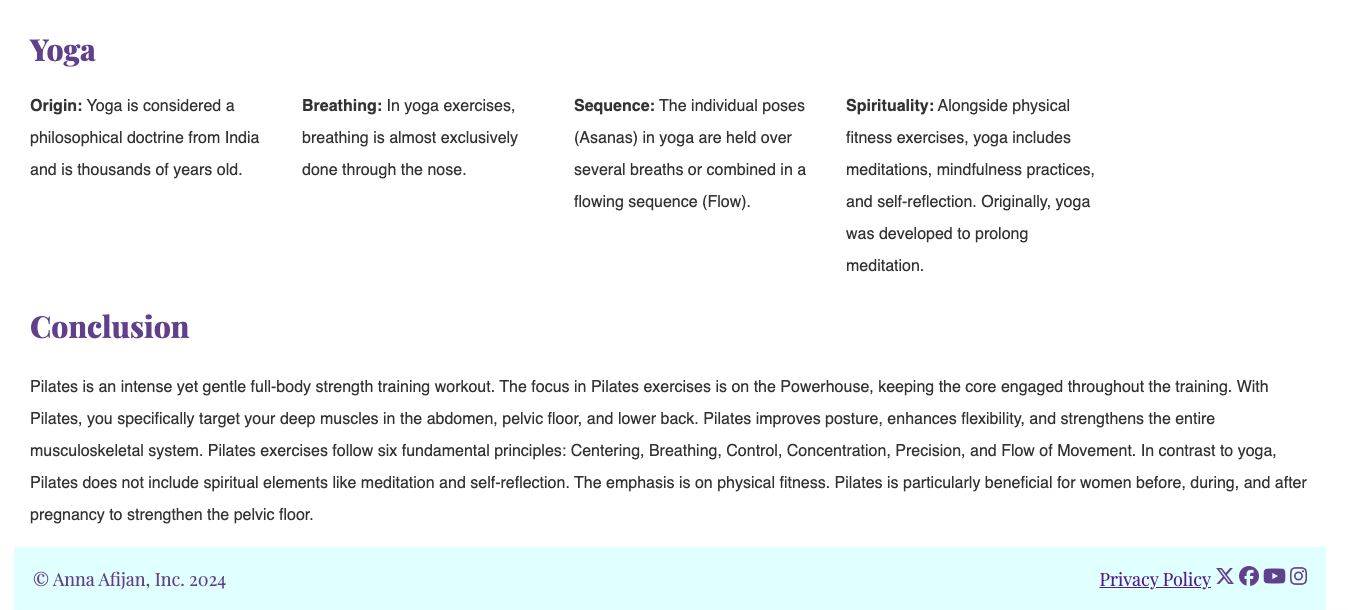 Yoga
Origin: Yoga is considered a
philosophical doctrine from India
and is thousands of years old.
Breathing: In yoga exercises,
breathing is almost exclusively
done through the nose.
Sequence: The individual poses
(Asanas) in yoga are held over
several breaths or combined in a
flowing sequence (Flow).
Spirituality: Alongside physical
fitness exercises, yoga includes
meditations, mindfulness practices,
and self-reflection. Originally, yoga
was developed to prolong
meditation.
Conclusion
Pilates is an intense yet gentle full-body strength training workout. The focus in Pilates exercises is on the Powerhouse, keeping the core engaged throughout the training. With
Pilates, you specifically target your deep muscles in the abdomen, pelvic floor, and lower back. Pilates improves posture, enhances flexibility, and strengthens the entire
musculoskeletal system. Pilates exercises follow six fundamental principles: Centering, Breathing, Control, Concentration, Precision, and Flow of Movement. In contrast to yoga,
Pilates does not include spiritual elements like meditation and self-reflection. The emphasis is on physical fitness. Pilates is particularly beneficial for women before, during, and after
pregnancy to strengthen the pelvic floor.
© Anna Afijan, Inc. 2024
Privacy Policy